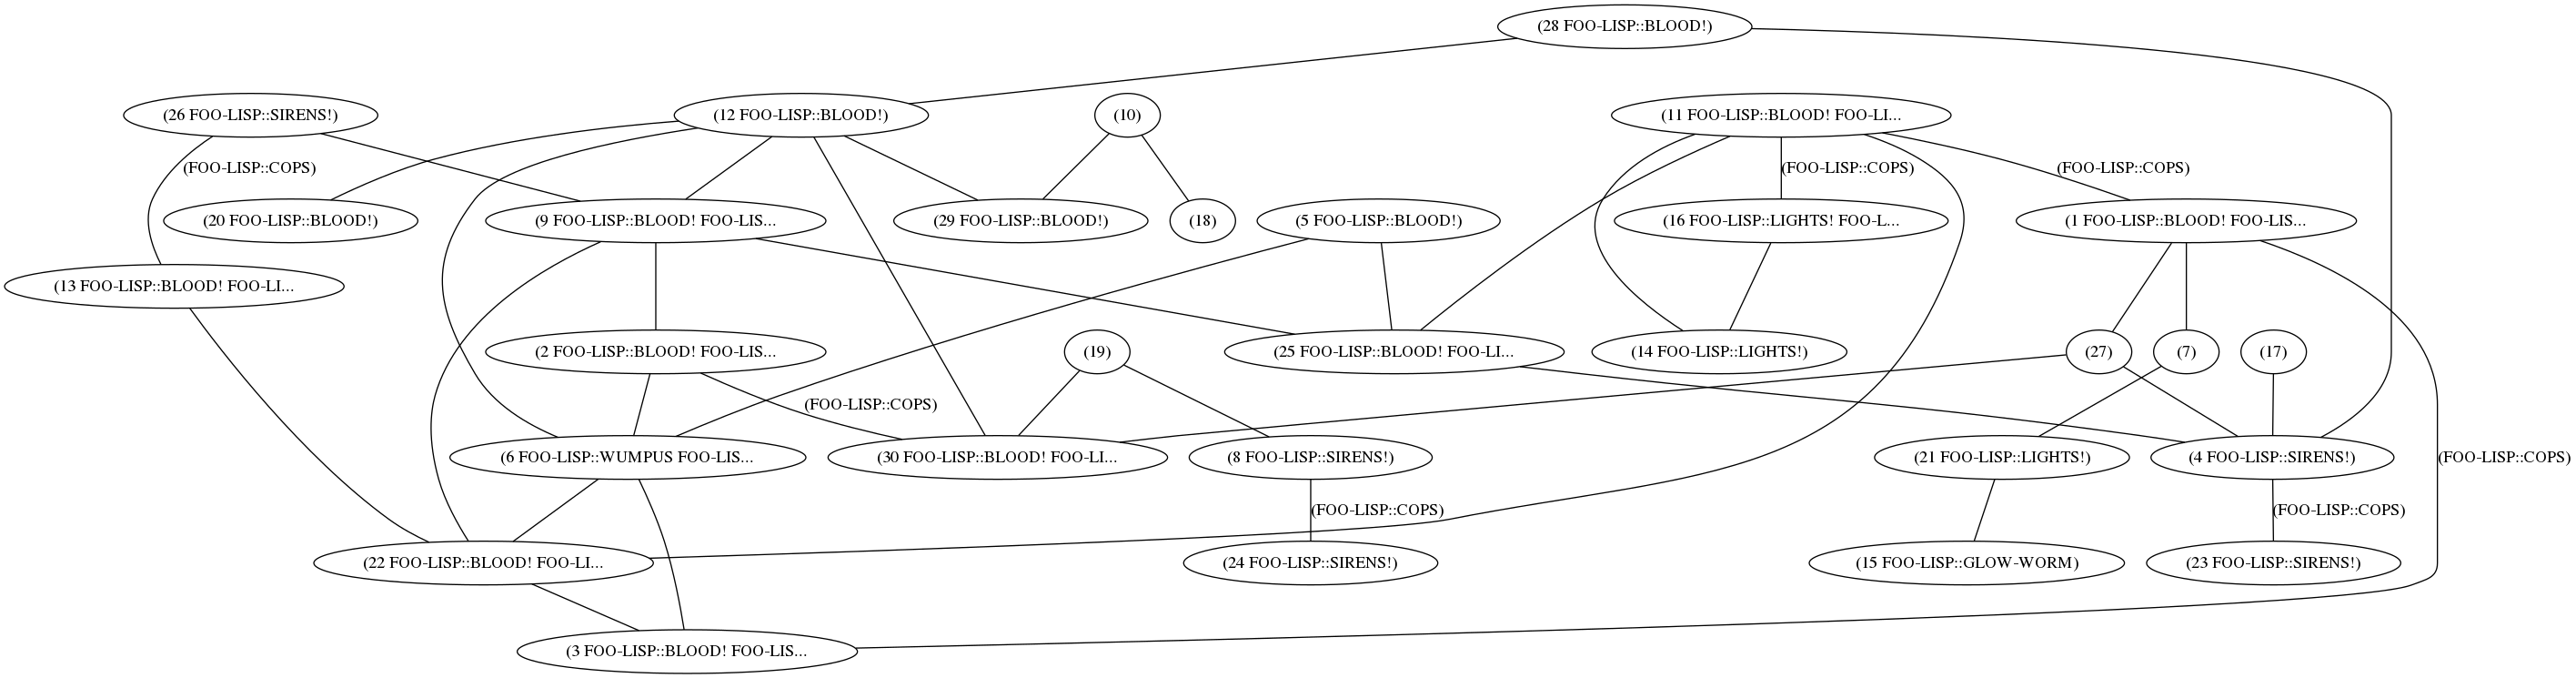 (28 FOO-LISP::BLOOD!)
(26 FOO-LISP::SIRENS!)
(12 FOO-LISP::BLOOD!)
(10)
(11 FOO-LISP::BLOOD! FOO-LI...
(FOO-LISP::COPS)
(FOO-LISP::COPS)
(FOO-LISP::COPS)
(20 FOO-LISP::BLOOD!)
(9 FOO-LISP::BLOOD! FOO-LIS...
(29 FOO-LISP::BLOOD!)
(18)
(5 FOO-LISP::BLOOD!)
(16 FOO-LISP::LIGHTS! FOO-L...
(1 FOO-LISP::BLOOD! FOO-LIS...
(13 FOO-LISP::BLOOD! FOO-LI...
(2 FOO-LISP::BLOOD! FOO-LIS...
(19)
(25 FOO-LISP::BLOOD! FOO-LI...
(14 FOO-LISP::LIGHTS!)
(27)
(7)
(17)
(FOO-LISP::COPS)
(6 FOO-LISP::WUMPUS FOO-LIS...
(30 FOO-LISP::BLOOD! FOO-LI...
(8 FOO-LISP::SIRENS!)
(21 FOO-LISP::LIGHTS!)
(4 FOO-LISP::SIRENS!)
(FOO-LISP::COPS)
(FOO-LISP::COPS)
(FOO-LISP::COPS)
(22 FOO-LISP::BLOOD! FOO-LI...
(24 FOO-LISP::SIRENS!)
(15 FOO-LISP::GLOW-WORM)
(23 FOO-LISP::SIRENS!)
(3 FOO-LISP::BLOOD! FOO-LIS...